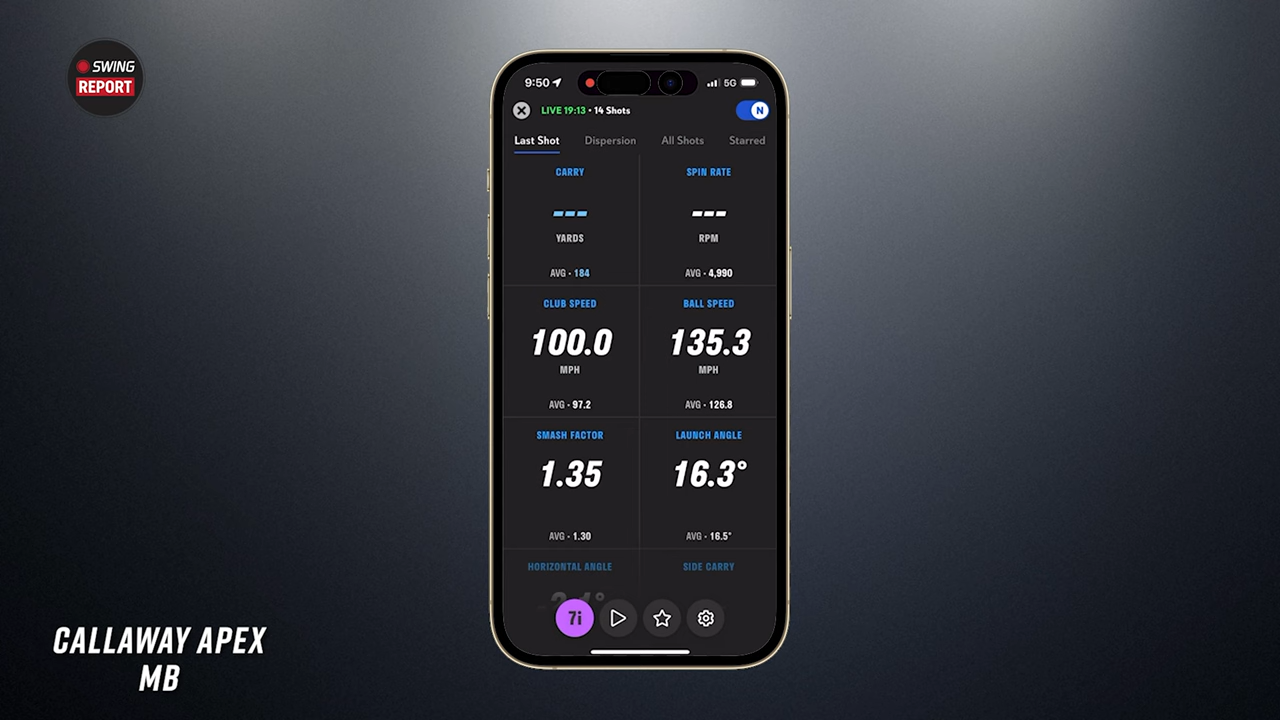 SWING
REPORT
9:50
5G
LIVE 19:13 • 14 Shots
N
Last Shot
Dispersion
All Shots
Starred
CARRY
SPIN RATE
---
---
YARDS
RPM
AVG - 184
AVG - 4,990
CLUB SPEED
BALL SPEED
100.0
135.3
MPH
MPH
AVG - 97.2
AVG - 126.8
SMASH FACTOR
LAUNCH ANGLE
1.35
16.3°
AVG - 1.30
AVG - 16.5°
HORIZONTAL ANGLE
SIDE CARRY
7i
CALLAWAY APEX
MB